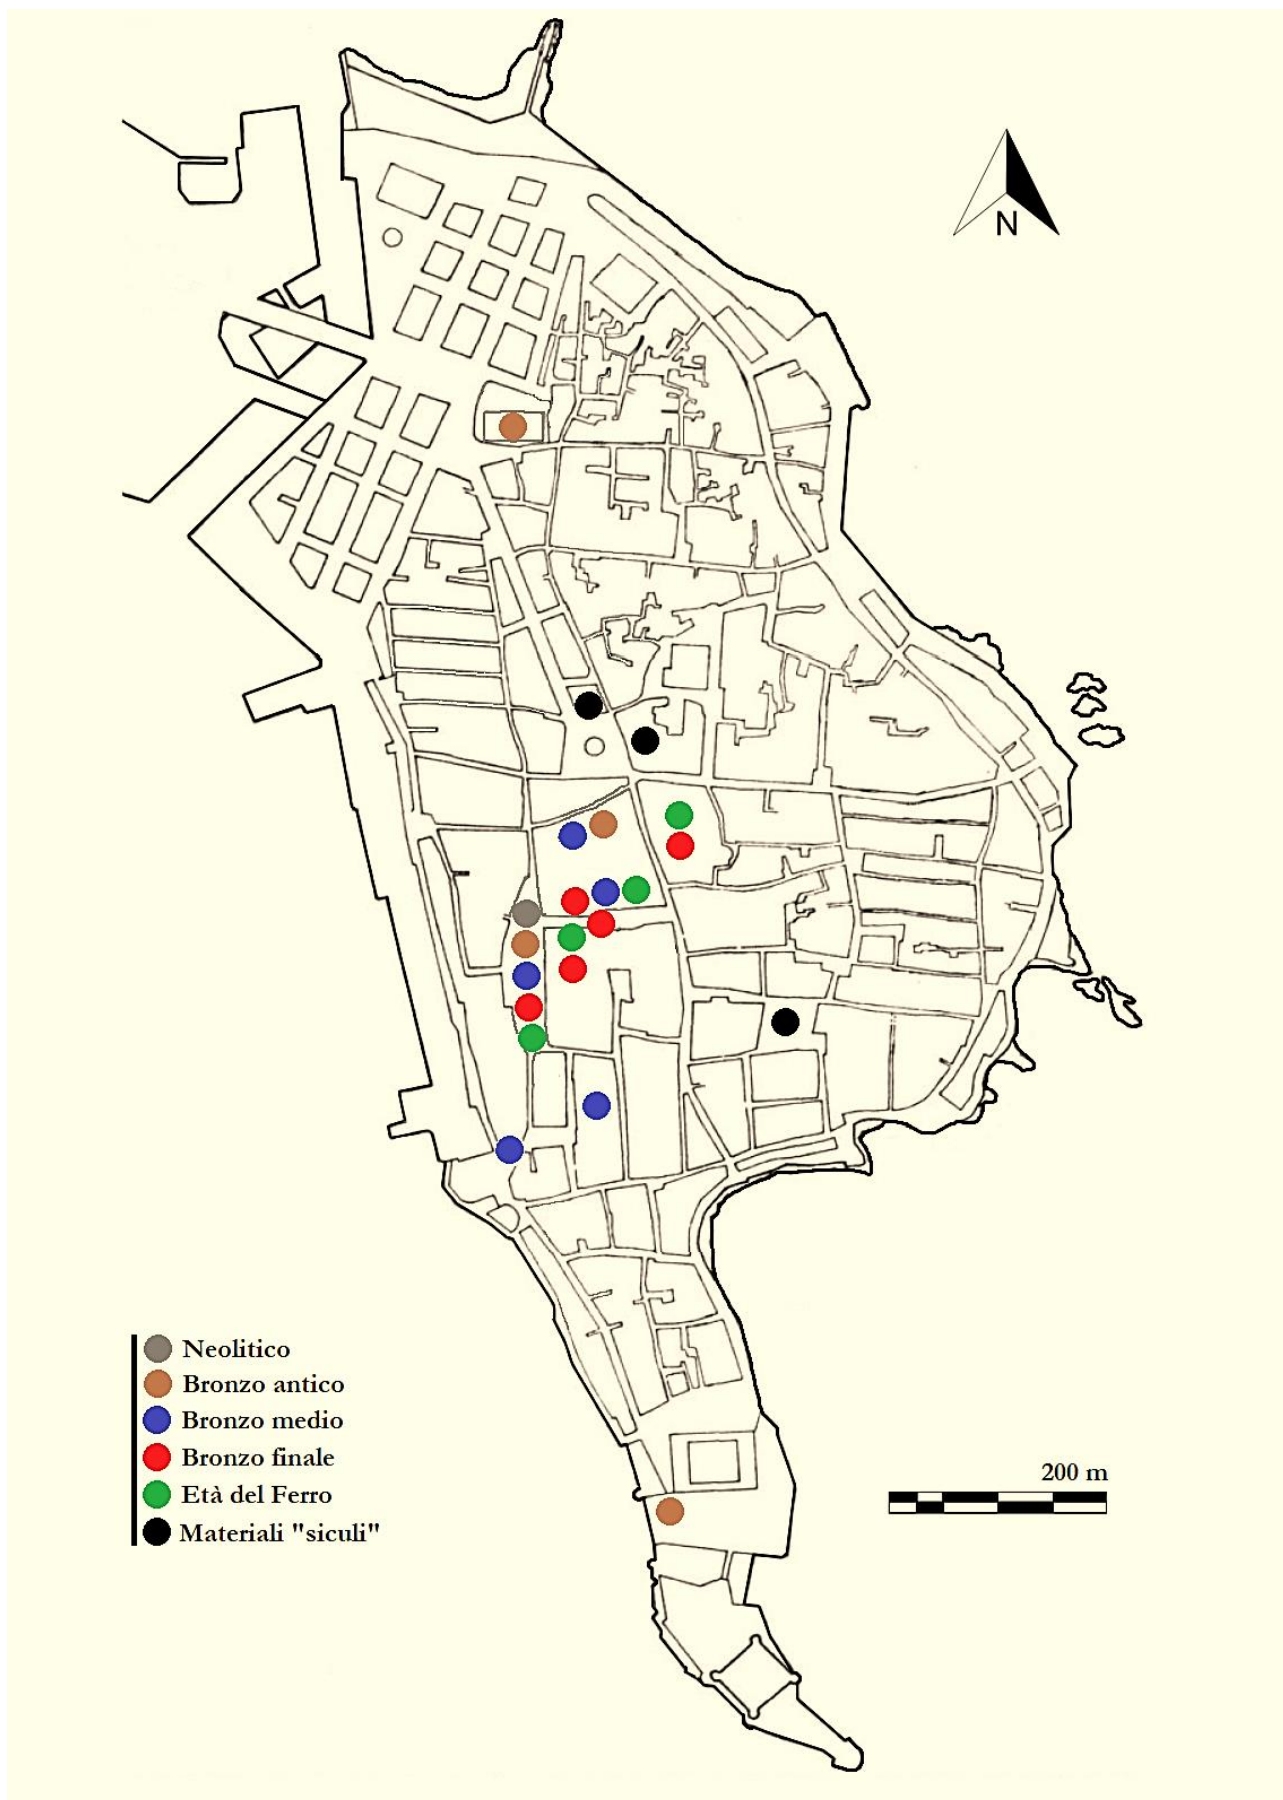 N
Neolitico
Bronzo antico
Bronzo medio
Bronzo finale
Età del Ferro
Materiali "siculi"
200 m